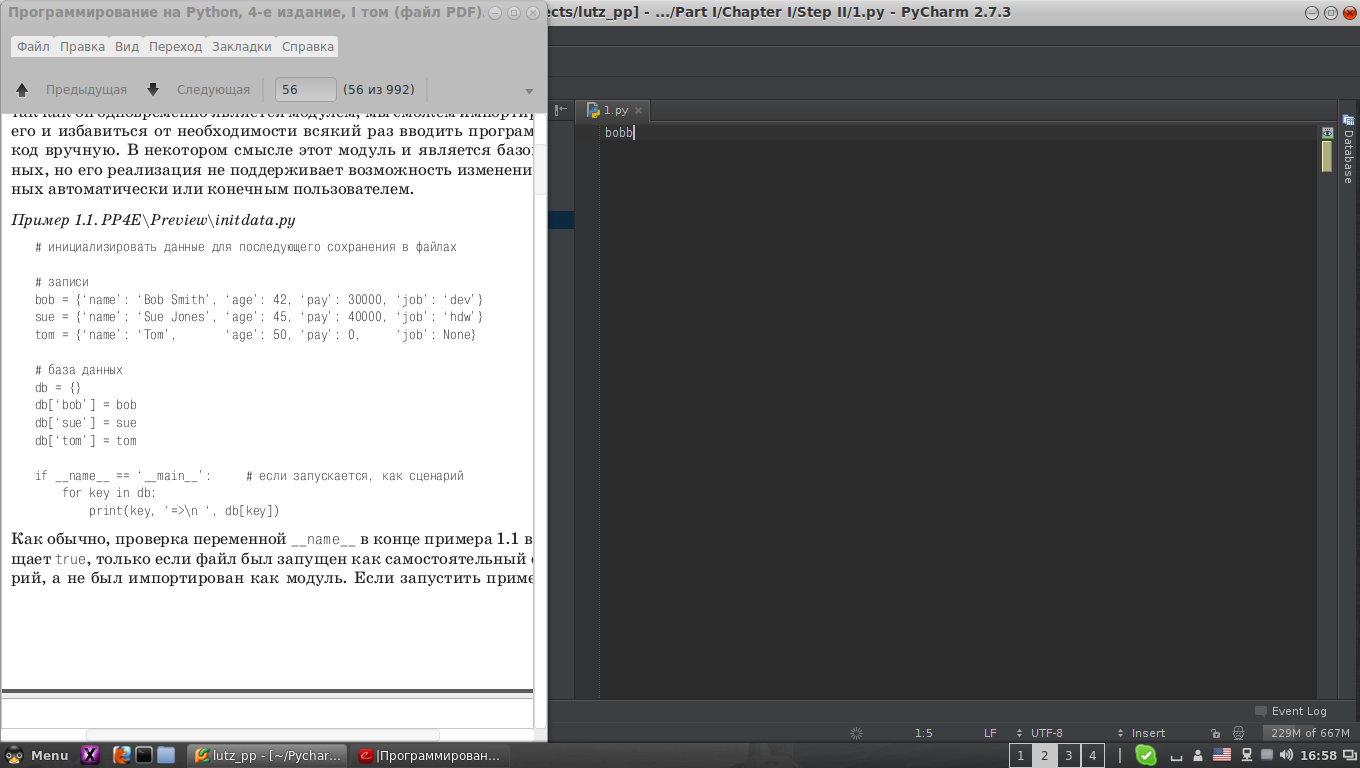 Программирование на Python, 4-е издание, I том (файл PDF).
Файл Правка Вид Переход Закладки Справка
Предыдущая Следующая 56 (56 из 992)
так как он одновременно является модулем, мы сможем
его и избавиться от необходимости всякий раз вводить програм
код вручную. В некотором смысле этот модуль и является базо
ных, но его реализация не поддерживает возможность изменени
ных автоматически или конечным пользователем.
Пример 1.1. PP4E\Preview\initdata.py
# инициализировать данные для последующего сохранения в файлах
# записи
bob = {‘name’: ‘Bob Smith’, ‘age’: 42, ‘pay’: 30000, ‘job’: ‘dev’}
sue = {‘name’: ‘Sue Jones’, ‘age’: 45, ‘pay’: 40000, ‘job’: ‘hdw’}
tom = {‘name’: ‘Tom’, ‘age’: 50, ‘pay’: 0, ‘job’: None}
# база данных
db = {}
db[‘bob’] = bob
db[‘sue’] = sue
db[‘tom’] = tom
if __name__ == ‘__main__’: # если запускается, как сценарий
for key in db:
print(key, ‘=>\n ‘, db[key])
Как обычно, проверка переменной __name__ в конце примера 1.1 в
щает true, только если файл был запущен как самостоятельный
рий, а не был импортирован как модуль. Если запустить приме
ects/lutz_pp] - .../Part I/Chapter I/Step II/1.py - PyCharm 2.7.3
1.py
bobb
Database
Event Log
1:5 LF UTF-8 Insert 229M of 667M
Menu lutz_pp - [~/Pychar... [Программирован... 1 2 3 4 16:58